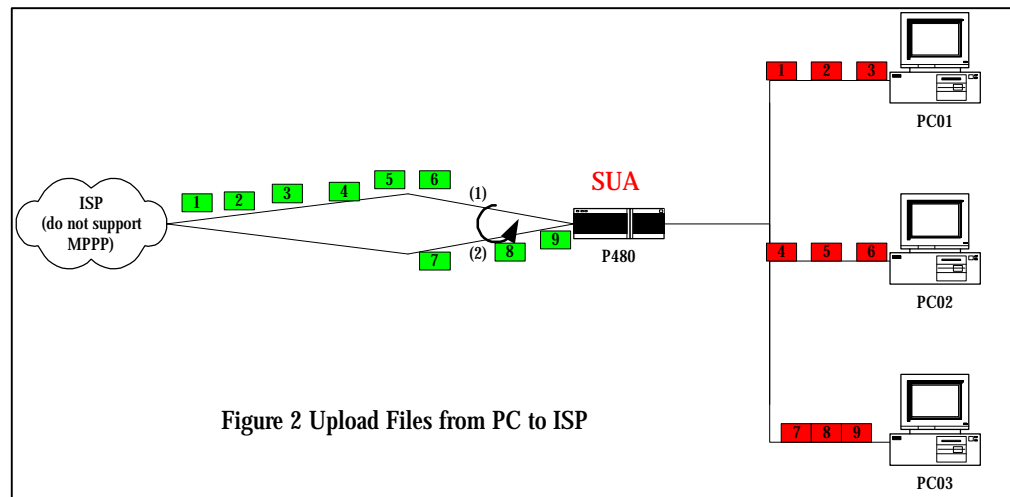 1 2 3
PC01
ISP
(do not support
MPPP)
1 2 3 4 5 6
(1)
SUA
7
(2)
8
9
P480
4 5 6
PC02
7 8 9
PC03
Figure 2 Upload Files from PC to ISP